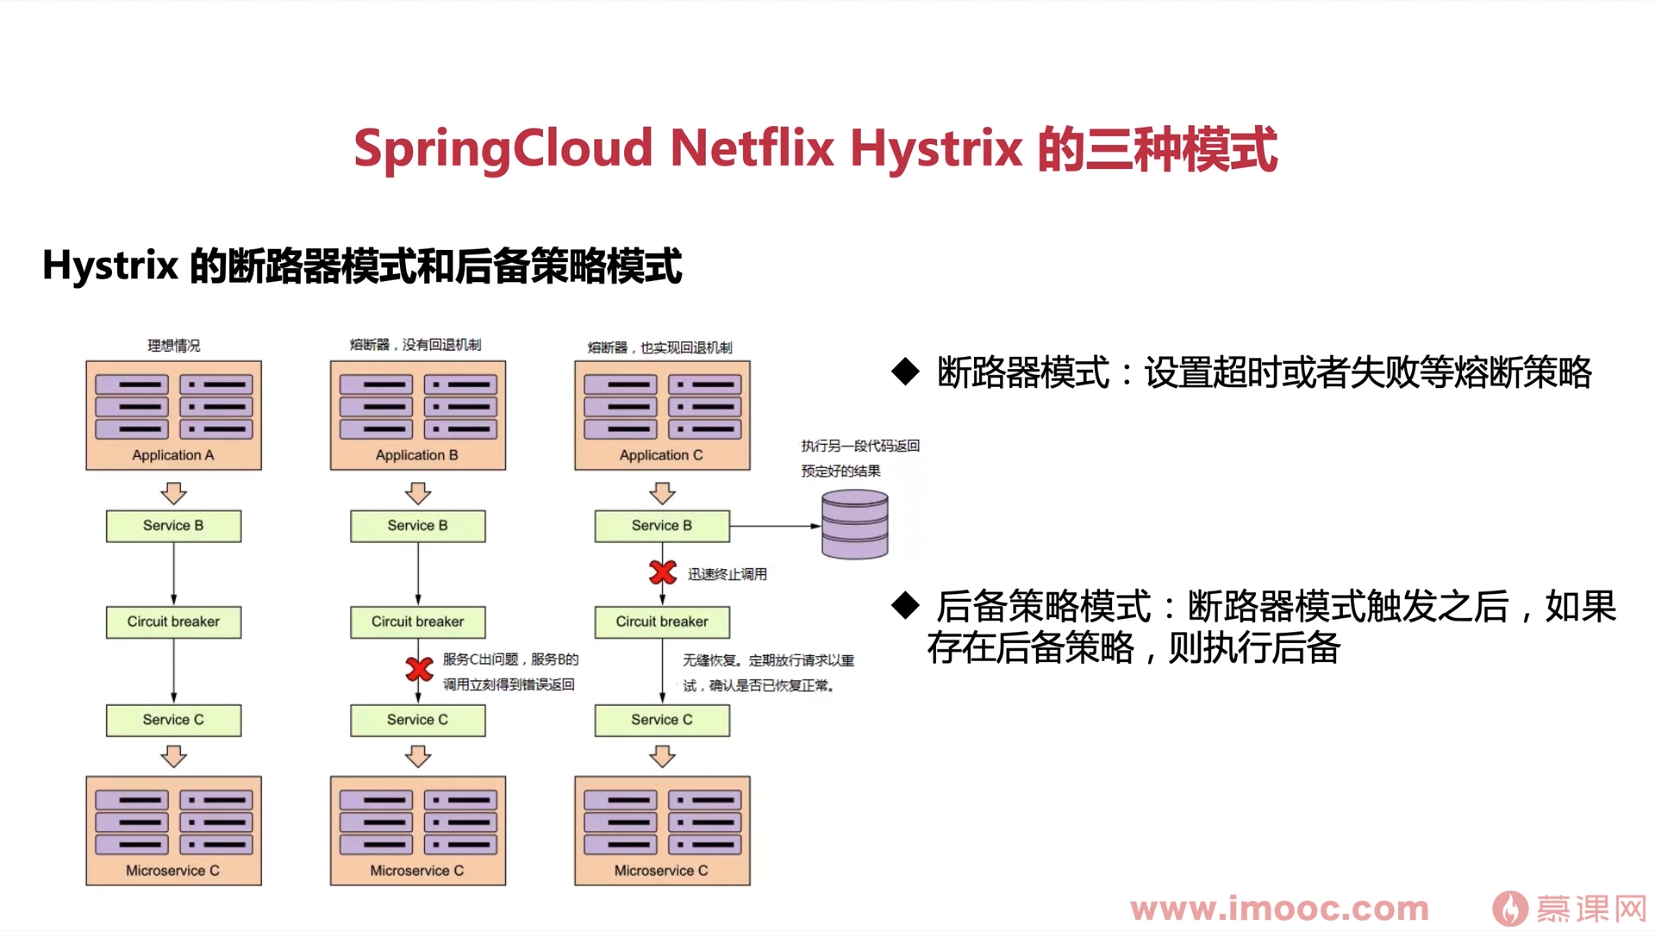 SpringCloud Netflix Hystrix 的三种模式
Hystrix 的断路器模式和后备策略模式
理想情况
Application A
Service B
Circuit breaker
Service C
Microservice C
熔断器，没有回退机制
Application B
Service B
Circuit breaker
服务C出问题，服务B的
调用立刻得到错误返回
Service C
Microservice C
熔断器，也实现回退机制
Application C
执行另一段代码返回
预定好的结果
Service B
迅速终止调用
Circuit breaker
无缝恢复。定期放行请求以重
试，确认是否已恢复正常。
Service C
Microservice C
◆ 断路器模式：设置超时或者失败等熔断策略
◆ 后备策略模式：断路器模式触发之后，如果
存在后备策略，则执行后备
www.imooc.com
慕课网